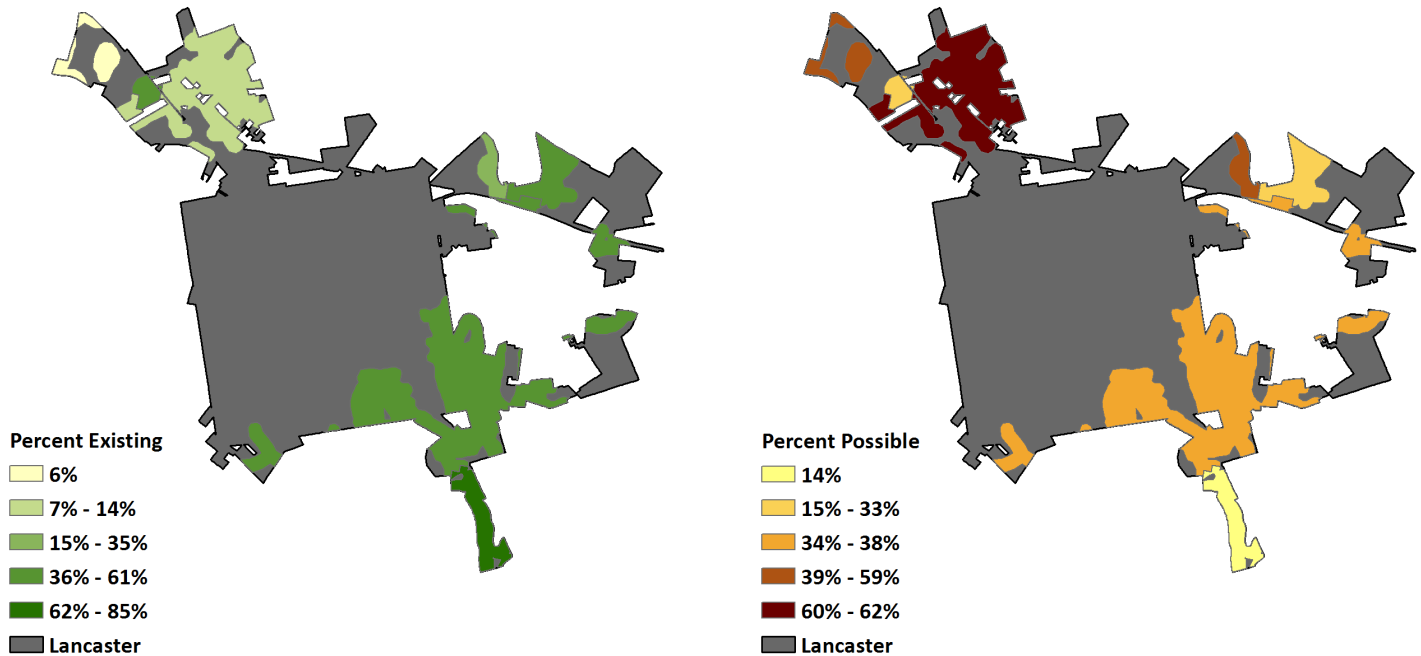 Percent Existing
6%
7% - 14%
15% - 35%
36% - 61%
62% - 85%
Lancaster
Percent Possible
14%
15% - 33%
34% - 38%
39% - 59%
60% - 62%
Lancaster